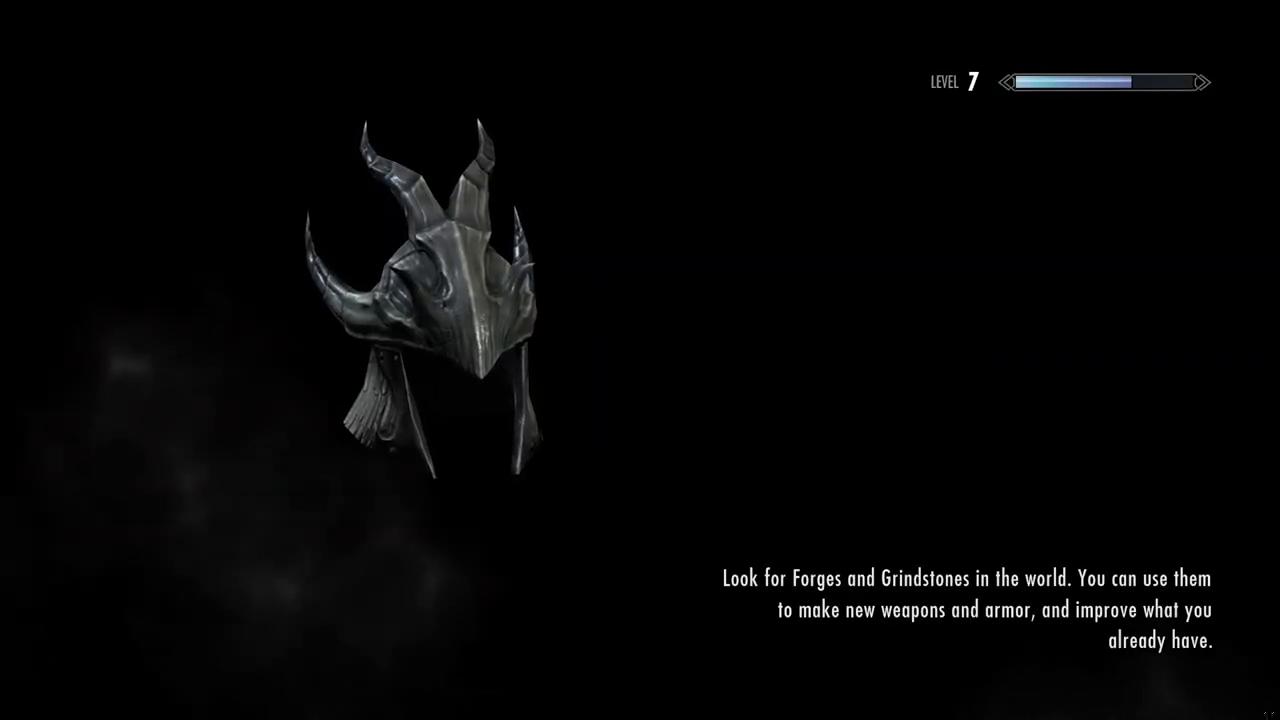 LEVEL 7
Look for Forges and Grindstones in the world. You can use them
to make new weapons and armor, and improve what you
already have.